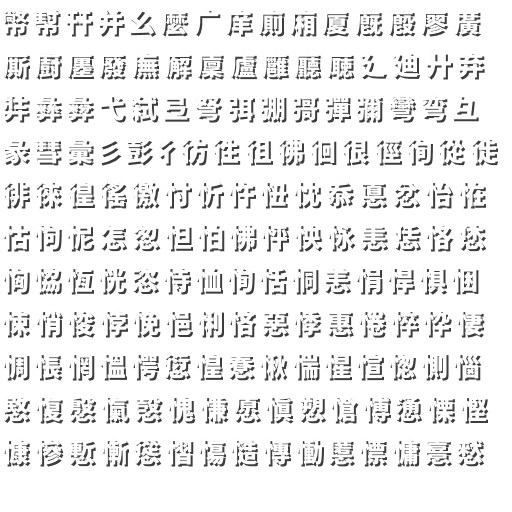 幤幇幵并幺麼广庠廁廂廈廐廏廖廣
廝廚廛廢廡廨廩廬廱廳廰廴廸廾弃
弉彝彜弋弑弖弩弭弸彁彈彌彎弯彑
彖彗彙彡彭彳彷徃徂彿徊很徑徇從徙
徘徠徨徭徼忖忻忤忸忱忝悳忿怡恠
怙怐怩怎怱怛怕怫怦怏怺恚恁恪恷
恟恊恆恍恣恃恤恂恬恫恙悁悍惧悃
悚悄悛悖悗悒悧悋惡悸惠惓悴忰悽
惆悵惘慍愕愆惶惷愀惴惺愃愡惻惱
愍愎慇愾愨愧慊愿愼愬愴愽慂慄慳
慷慘慙慚慫慴慯慥慱慟慝慓慵憙憖